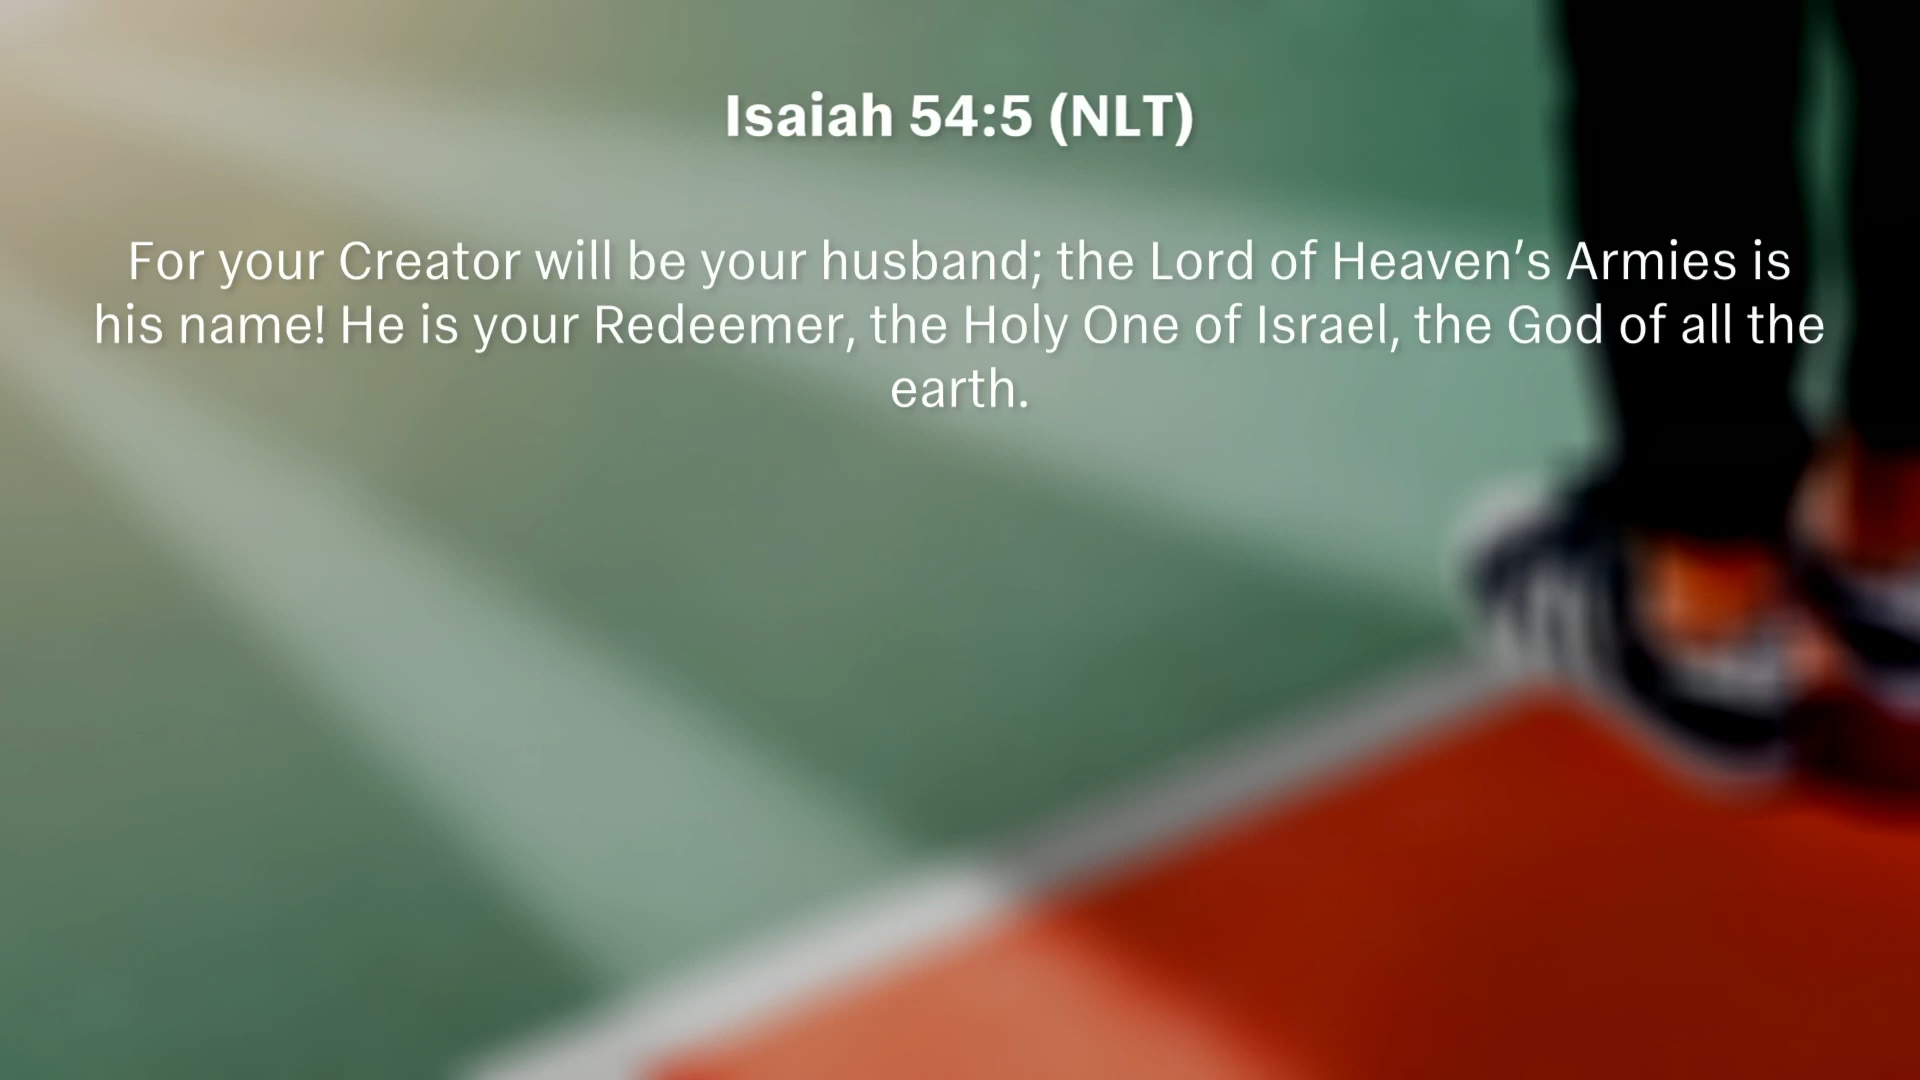 Isaiah 54:5 (NLT)
For your Creator will be your husband; the Lord of Heaven’s Armies is
his name! He is your Redeemer, the Holy One of Israel, the God of all the
earth.